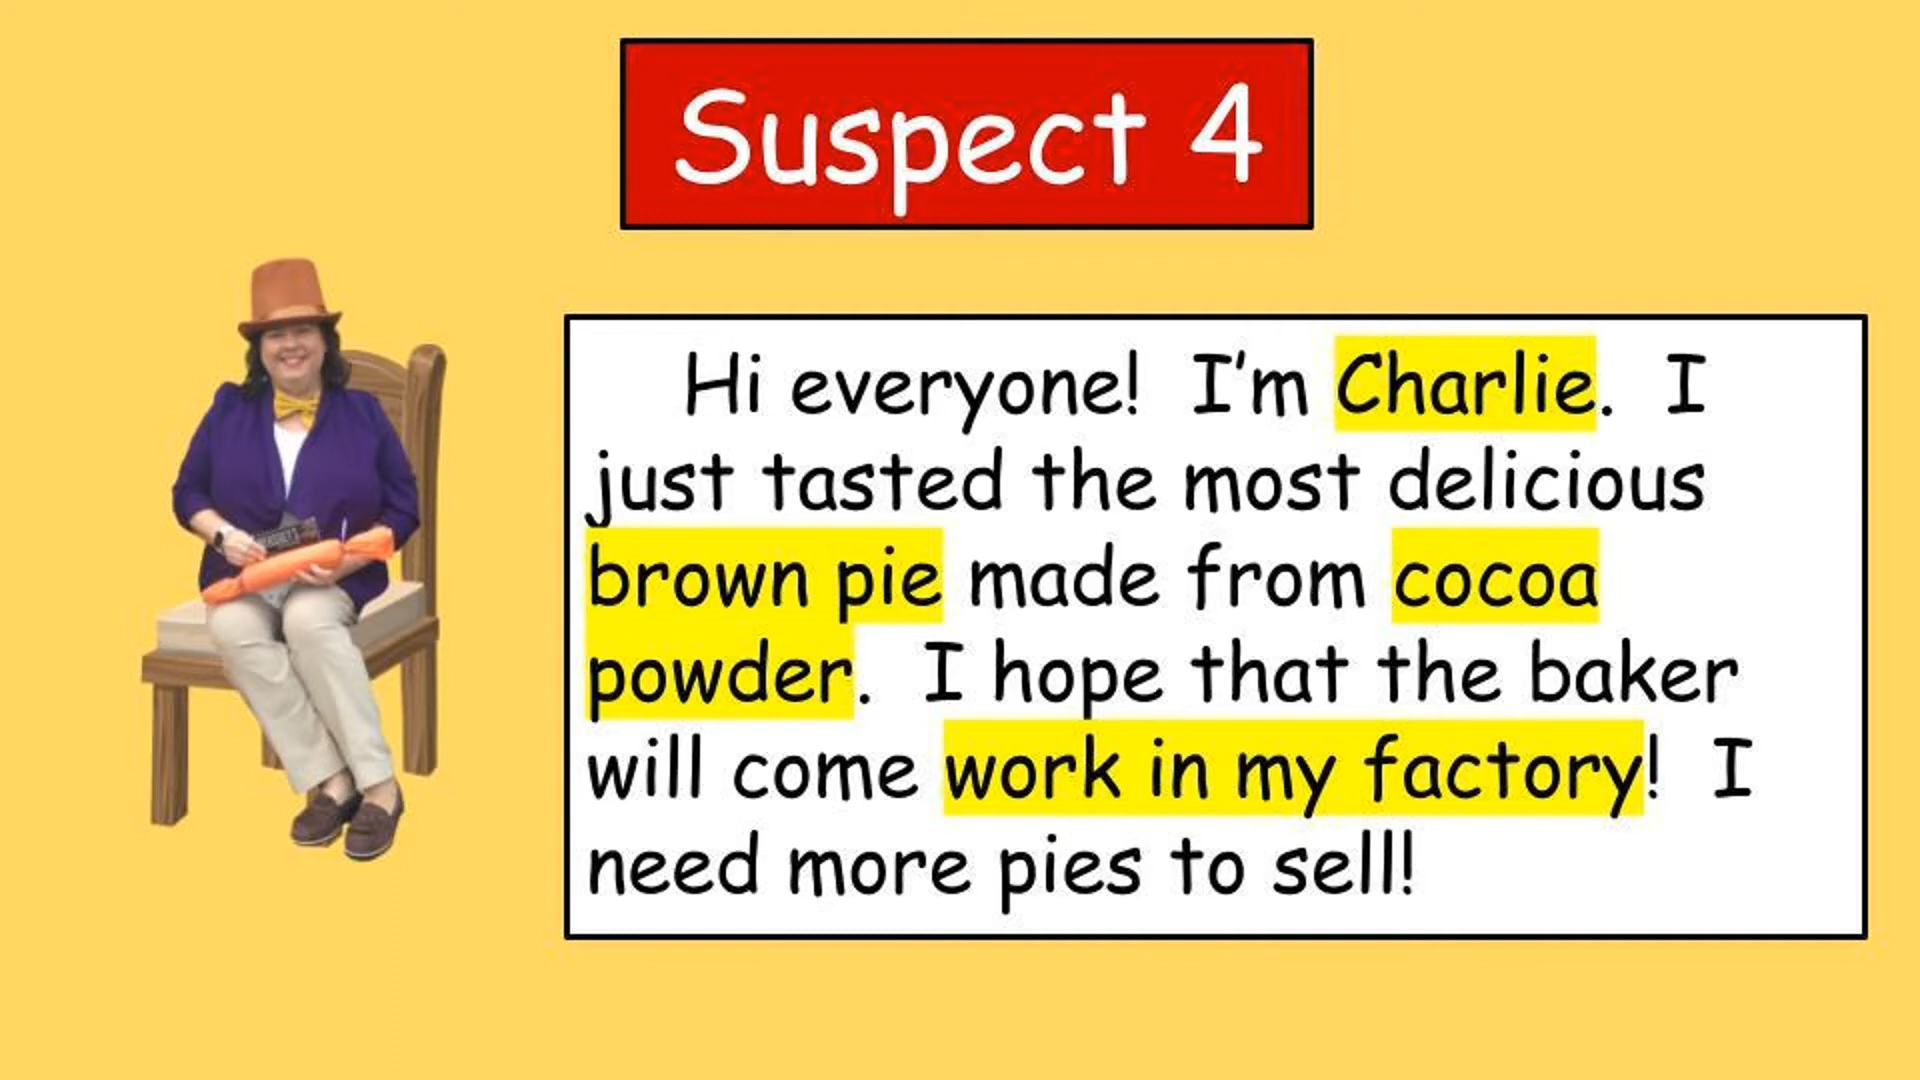 Suspect 4
Hi everyone! I'm Charlie. I
just tasted the most delicious
brown pie made from cocoa
powder. I hope that the baker
will come work in my factory! I
need more pies to sell!
HERSHEY'S